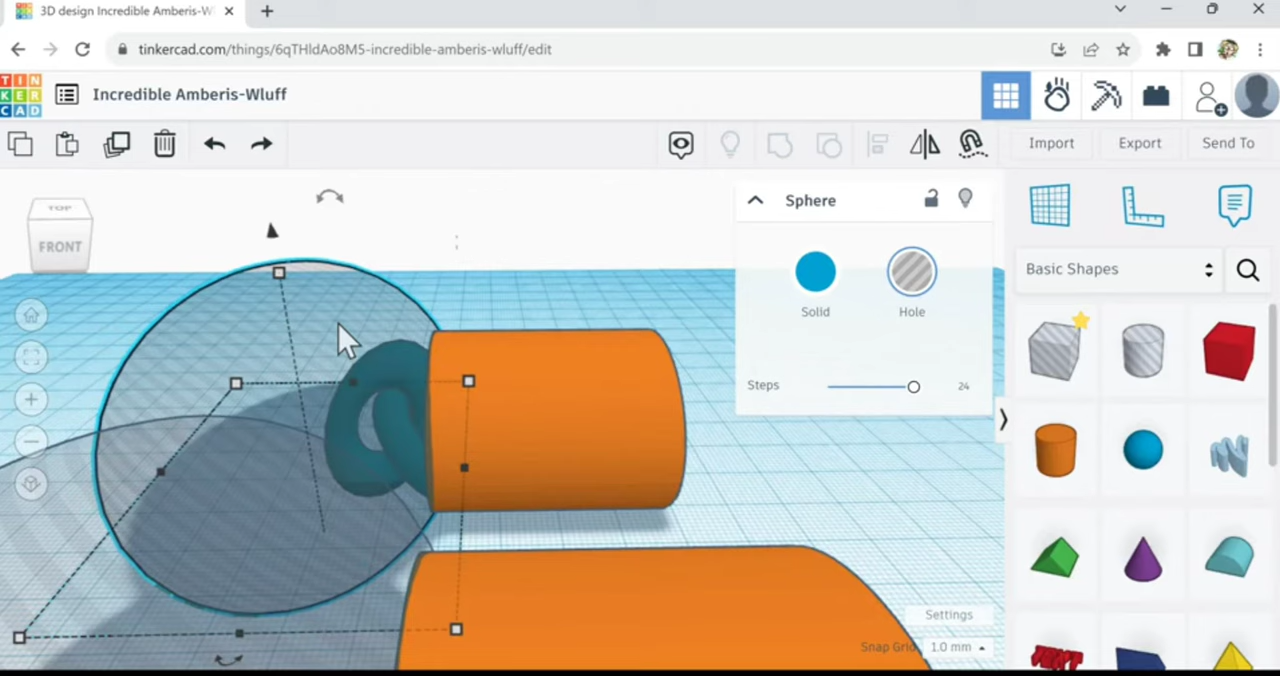 3D design Incredible Amberis-W
tinkercad.com/things/6qTHldAo8M5-incredible-amberis-wluff/edit
TIN
KER
CAD
Incredible Amberis-Wluff
Import
Export
Send To
TOP
FRONT
Sphere
Solid
Hole
Steps
24
Basic Shapes
TEXT
Settings
Snap Grid
1.0 mm